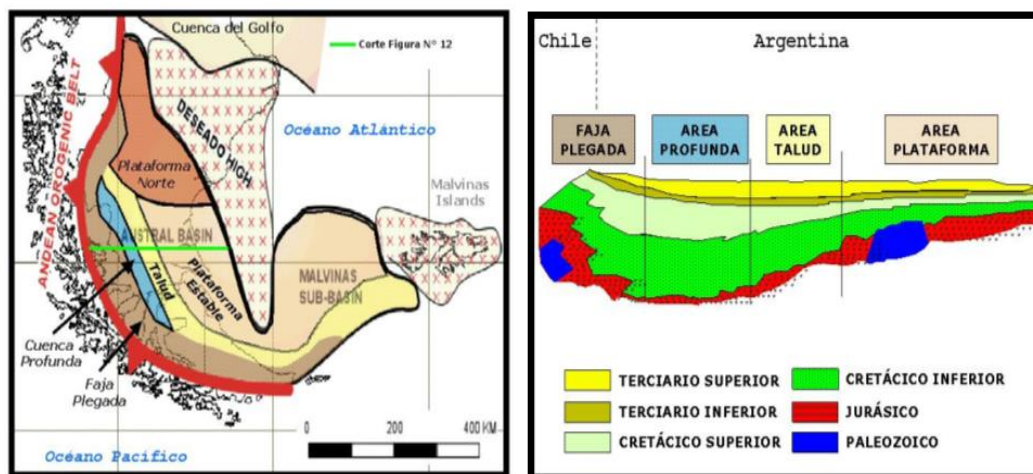 Cuenca del Golfo
Corte Figura N° 12
ANDEAN OROGENIC BELT
DESEADO HIGH
Océano Atlántico
Plataforma
Norte
Malvinas
Islands
AUSTRAL BASIN
Talud
Plataforma
Estable
MALVINAS
SUB-BASIN
Cuenca
Profunda
Faja
Plegada
0 200 400 KM
Océano Pacífico
Chile
Argentina
FAJA
PLEGADA
AREA
PROFUNDA
AREA
TALUD
AREA
PLATAFORMA
TERCIARIO SUPERIOR
CRETÁCICO INFERIOR
TERCIARIO INFERIOR
JURÁSICO
CRETÁCICO SUPERIOR
PALEOZOICO